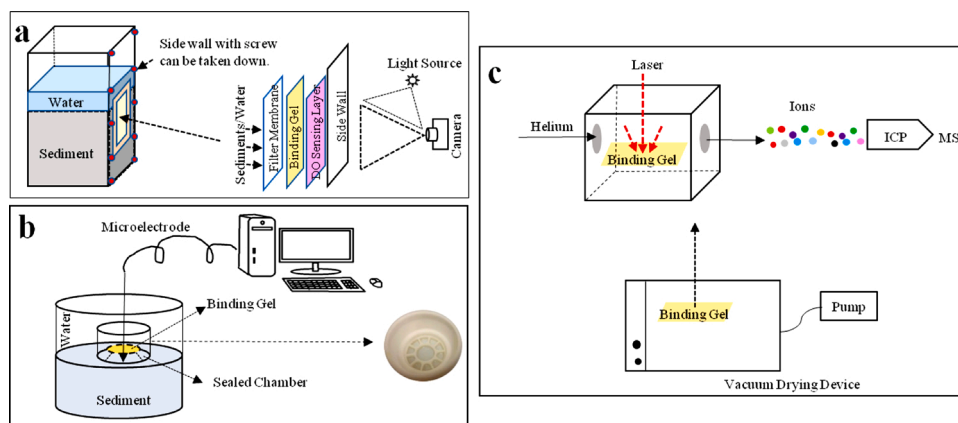 a
Side wall with screw
can be taken down.
Water
Sediment
Sediments/Water
Filter Membrane
Binding Gel
DO Sensing Layer
Side Wall
Light Source
Camera
b
Microelectrode
Water
Binding Gel
Sealed Chamber
Sediment
c
Laser
Helium
Binding Gel
Ions
ICP
MS
Binding Gel
Pump
Vacuum Drying Device